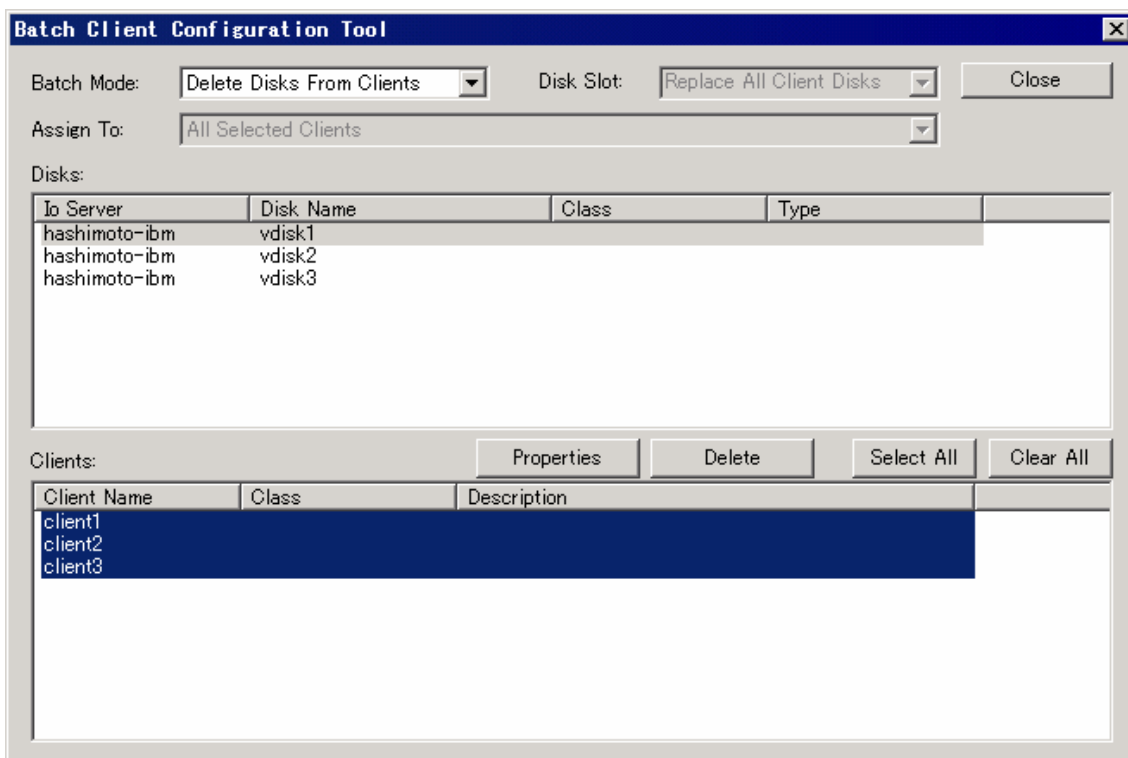 Batch Client Configuration Tool
Batch Mode: Delete Disks From Clients Disk Slot: Replace All Client Disks Close
Assign To: All Selected Clients
Disks:
Io Server Disk Name Class Type
hashimoto-ibm vdisk1
hashimoto-ibm vdisk2
hashimoto-ibm vdisk3
Clients: Properties Delete Select All Clear All
Client Name Class Description
client1
client2
client3